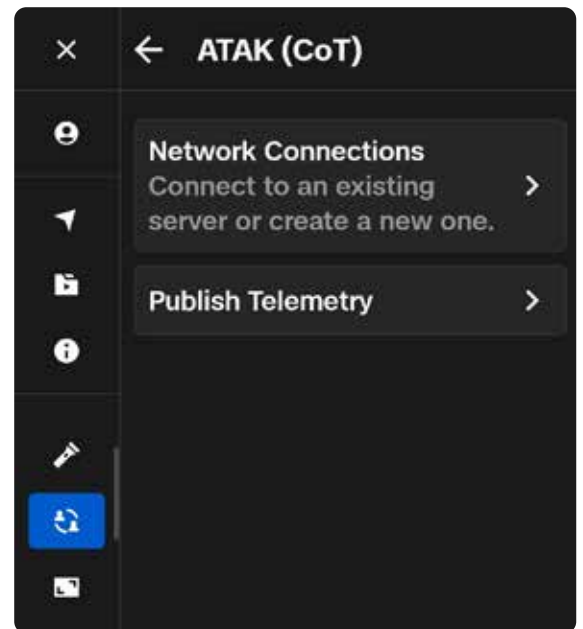 ATAK (CoT)
Network Connections
Connect to an existing
server or create a new one.
Publish Telemetry